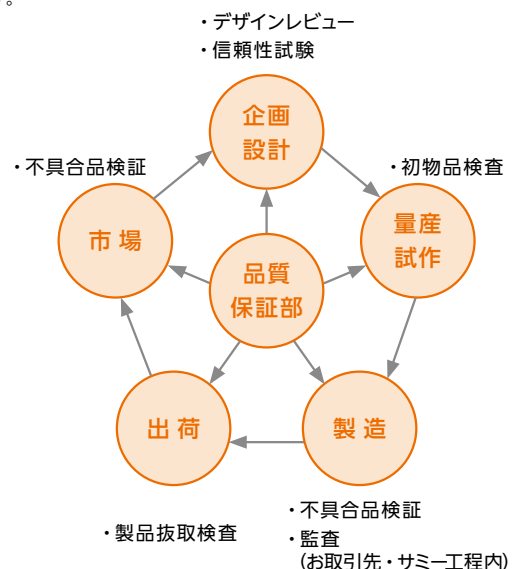 。
・デザインレビュー
・信頼性試験
企画
設計
・不具合品検証
・初物品検査
市場
量産
試作
品質
保証部
出荷
製造
・製品抜取検査
・不具合品検証
・監査
(お取引先・サミー工程内)